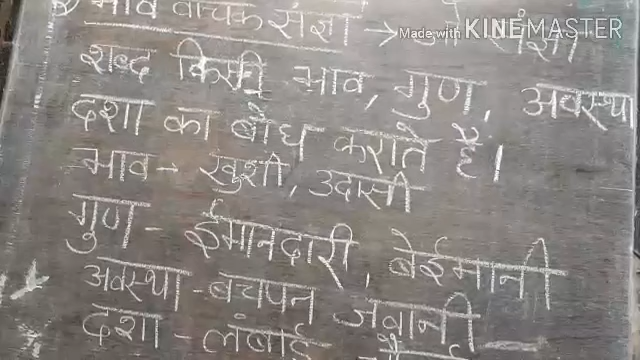 भाव वाचक संज्ञा → जो संज्ञा
Made with KINEMASTER
शब्द किसी भाव, गुण, अवस्था
दशा का बोध कराते हैं।
भाव - खुशी, उदासी
गुण - ईमानदारी, बेईमानी
अवस्था - बचपन जवानी
दशा - लंबाई